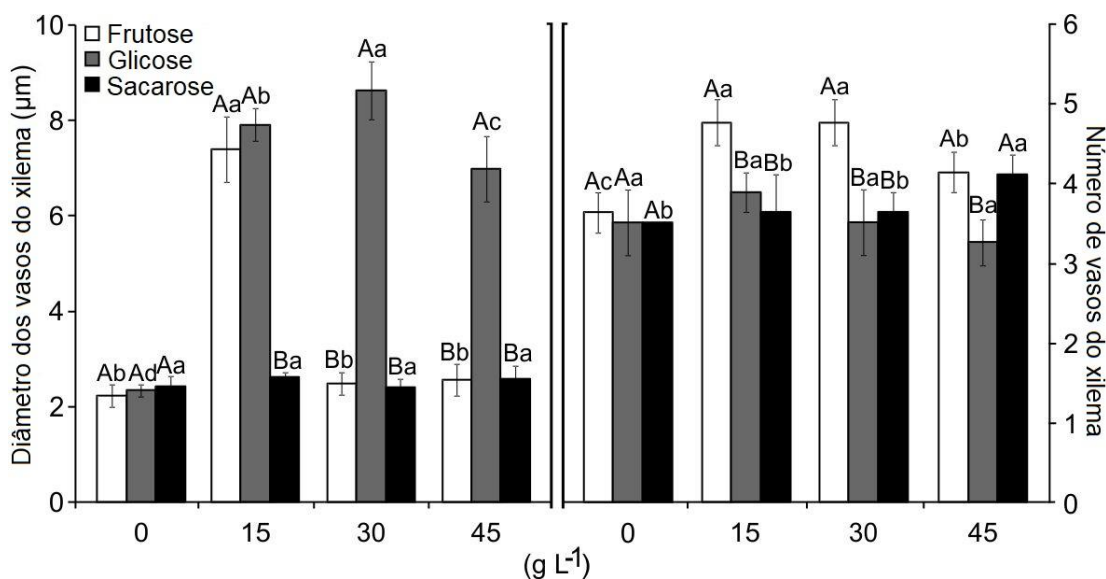 Diâmetro dos vasos do xilema (µm)
10
8
6
4
2
0
Frutose
Glicose
Sacarose
Ab Ad Aa
Aa Ab Ba
Bb Aa Ba
Bb Ac Ba
0 15 30 45
Ac Aa Ab
Aa Ba Bb
Aa Ba Bb
Ab Ba Aa
0 15 30 45
(g L-1)
6
5
4
3
2
1
0
Número de vasos do xilema